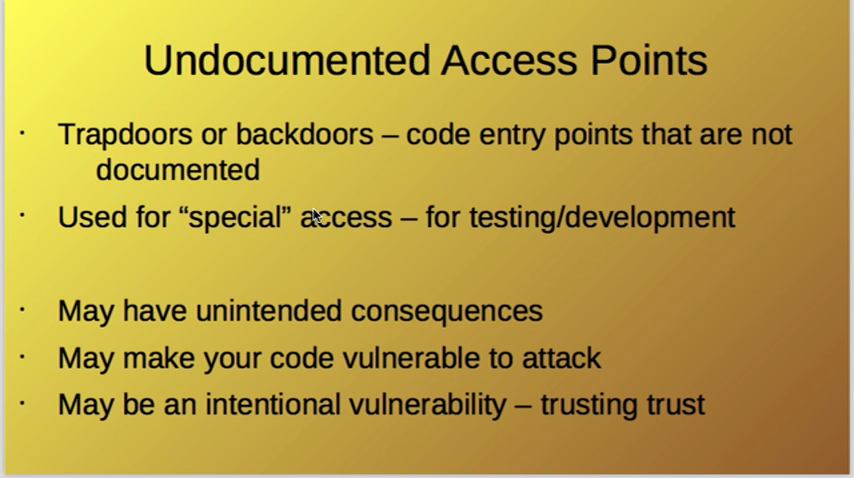 Undocumented Access Points
· Trapdoors or backdoors – code entry points that are not
documented
· Used for “special” access – for testing/development
· May have unintended consequences
· May make your code vulnerable to attack
· May be an intentional vulnerability – trusting trust